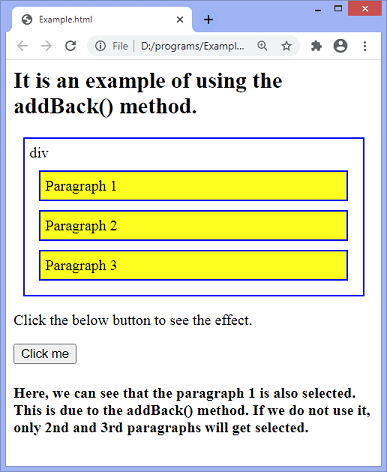 Example.html
File | D:/programs/Exampl...
It is an example of using the
addBack() method.
div
Paragraph 1
Paragraph 2
Paragraph 3
Click the below button to see the effect.
Click me
Here, we can see that the paragraph 1 is also selected.
This is due to the addBack() method. If we do not use it,
only 2nd and 3rd paragraphs will get selected.